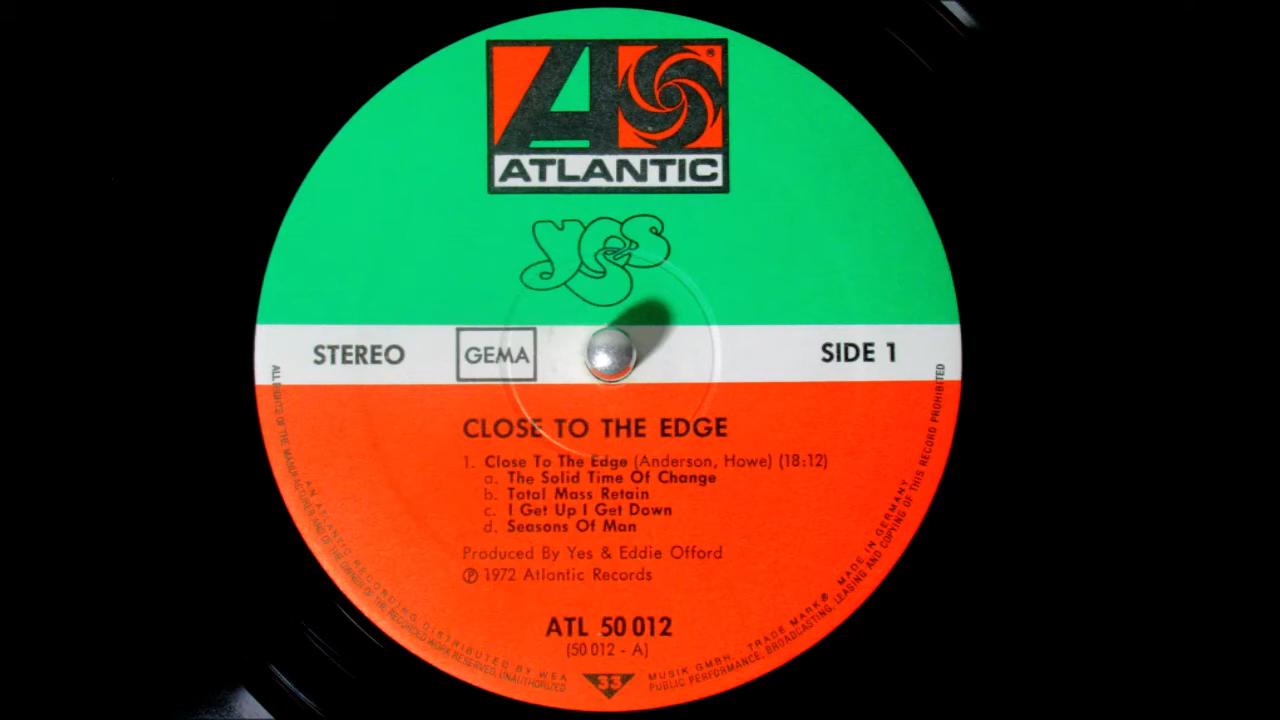 ATLANTIC
®
yes
STEREO
GEMA
SIDE 1
CLOSE TO THE EDGE
1. Close To The Edge (Anderson, Howe) (18:12)
a. The Solid Time Of Change
b. Total Mass Retain
c. I Get Up I Get Down
d. Seasons Of Man
Produced By Yes & Eddie Offord
℗ 1972 Atlantic Records
ATL 50 012
(50 012 - A)
33
ALL RIGHTS OF THE MANUFACTURER AND OF THE OWNER OF THE RECORDED WORK RESERVED, UNAUTHORIZED PUBLIC PERFORMANCE, BROADCASTING, LEASING AND COPYING OF THIS RECORD PROHIBITED
AN ATLANTIC RECORDING DISTRIBUTED BY WEA MUSIK GMBH. TRADE MARK® MADE IN GERMANY